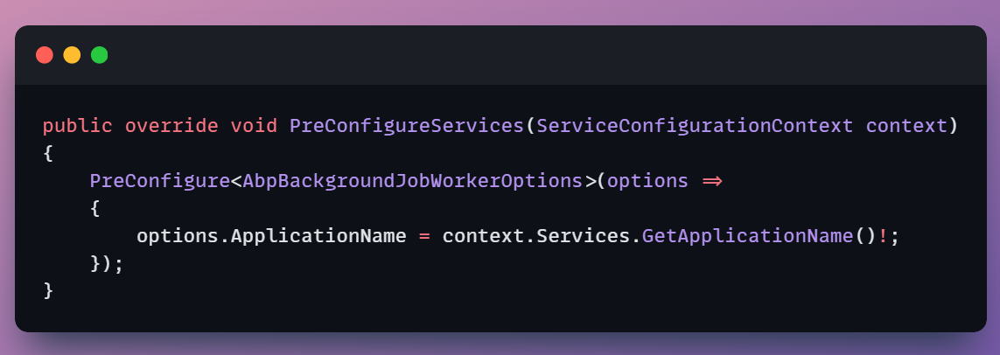 public override void PreConfigureServices(ServiceConfigurationContext context)
{
    PreConfigure<AbpBackgroundJobWorkerOptions>(options =>
    {
        options.ApplicationName = context.Services.GetApplicationName()!;
    });
}